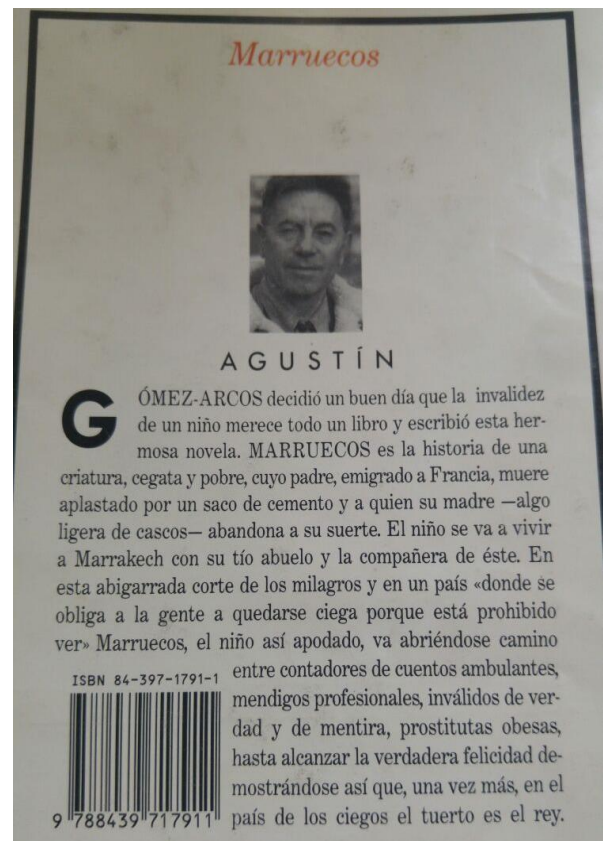 Marruecos
AGUSTÍN
GÓMEZ-ARCOS decidió un buen día que la invalidez
de un niño merece todo un libro y escribió esta her-
mosa novela. MARRUECOS es la historia de una
criatura, cegata y pobre, cuyo padre, emigrado a Francia, muere
aplastado por un saco de cemento y a quien su madre —algo
ligera de cascos— abandona a su suerte. El niño se va a vivir
a Marrakech con su tío abuelo y la compañera de éste. En
esta abigarrada corte de los milagros y en un país «donde se
obliga a la gente a quedarse ciega porque está prohibido
ver» Marruecos, el niño así apodado, va abriéndose camino
entre contadores de cuentos ambulantes,
mendigos profesionales, inválidos de ver-
dad y de mentira, prostitutas obesas,
hasta alcanzar la verdadera felicidad de-
mostrándose así que, una vez más, en el
país de los ciegos el tuerto es el rey.
ISBN 84-397-1791-1
9 788439 717911